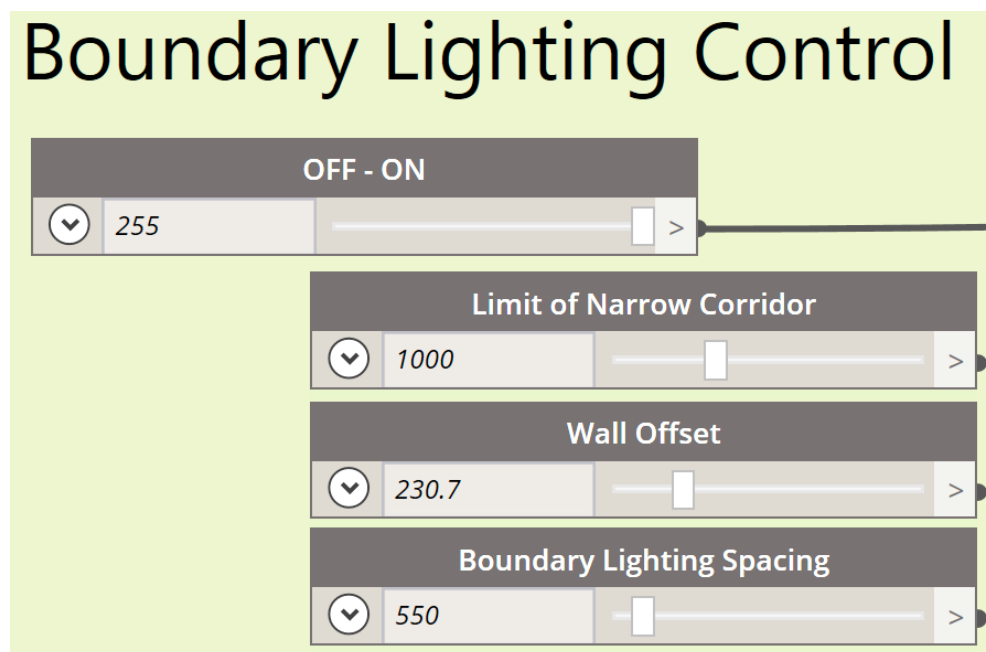 Boundary Lighting Control
OFF - ON
255
>
Limit of Narrow Corridor
1000
>
Wall Offset
230.7
>
Boundary Lighting Spacing
550
>